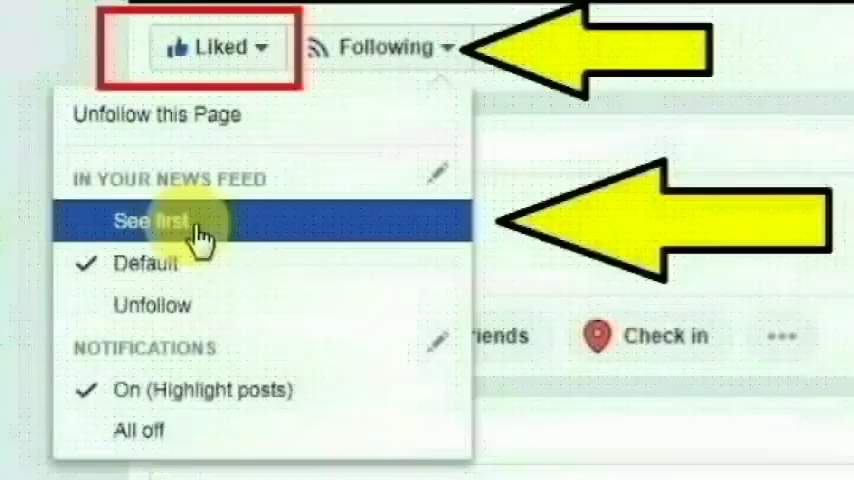 Liked Following
Unfollow this Page
IN YOUR NEWS FEED
See first
Default
Unfollow
riends Check in
NOTIFICATIONS
On (Highlight posts)
All off